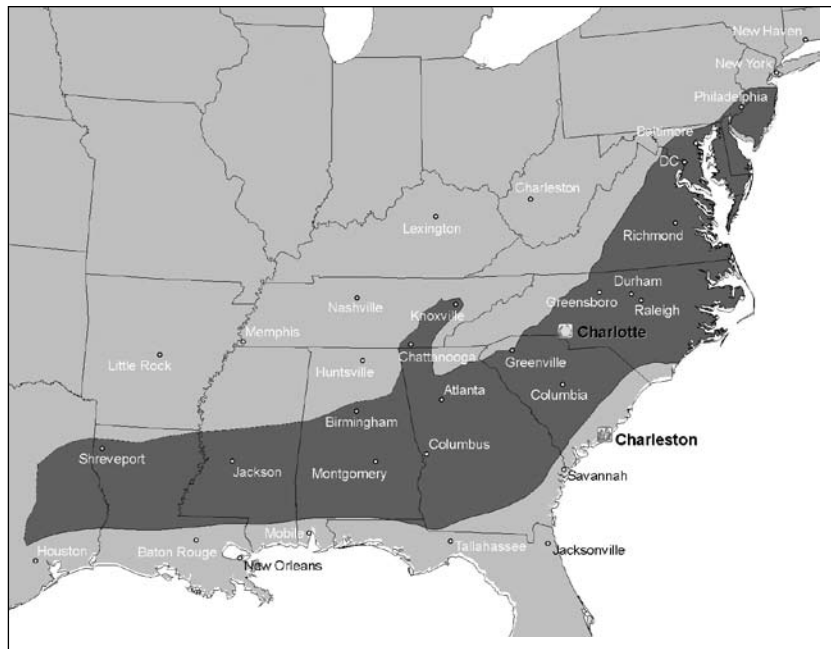 New Haven
New York
Philadelphia
Baltimore
DC
Charleston
Lexington
Richmond
Durham
Nashville
Greensboro
Raleigh
Knoxville
Memphis
Charlotte
Chattanooga
Greenville
Little Rock
Huntsville
Atlanta
Columbia
Birmingham
Charleston
Columbus
Shreveport
Jackson
Montgomery
Savannah
Mobile
Houston
Baton Rouge
Tallahassee
Jacksonville
New Orleans